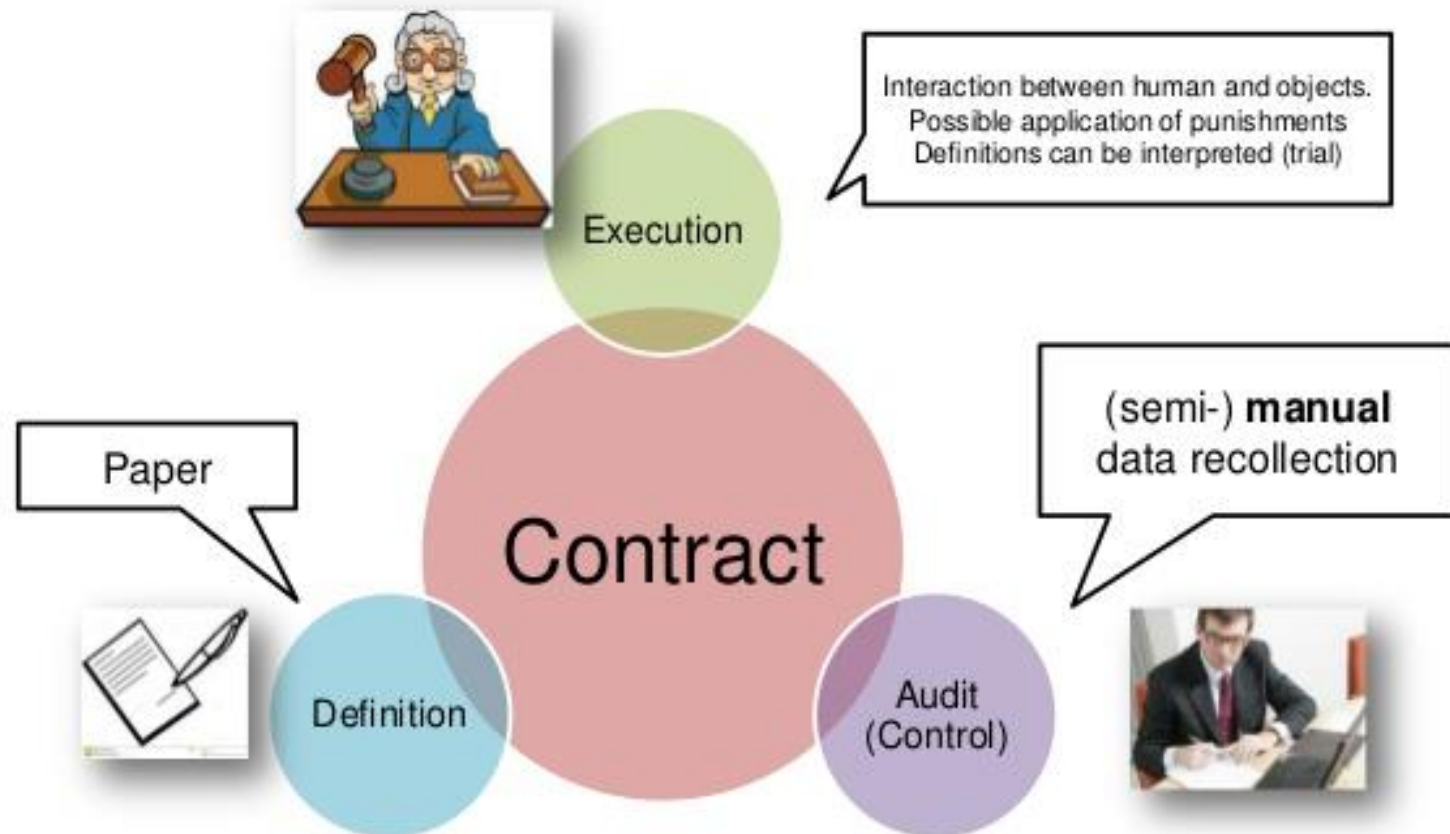 Interaction between human and objects.
Possible application of punishments
Definitions can be interpreted (trial)
Execution
Paper
(semi-) manual
data recollection
Contract
Definition
Audit
(Control)